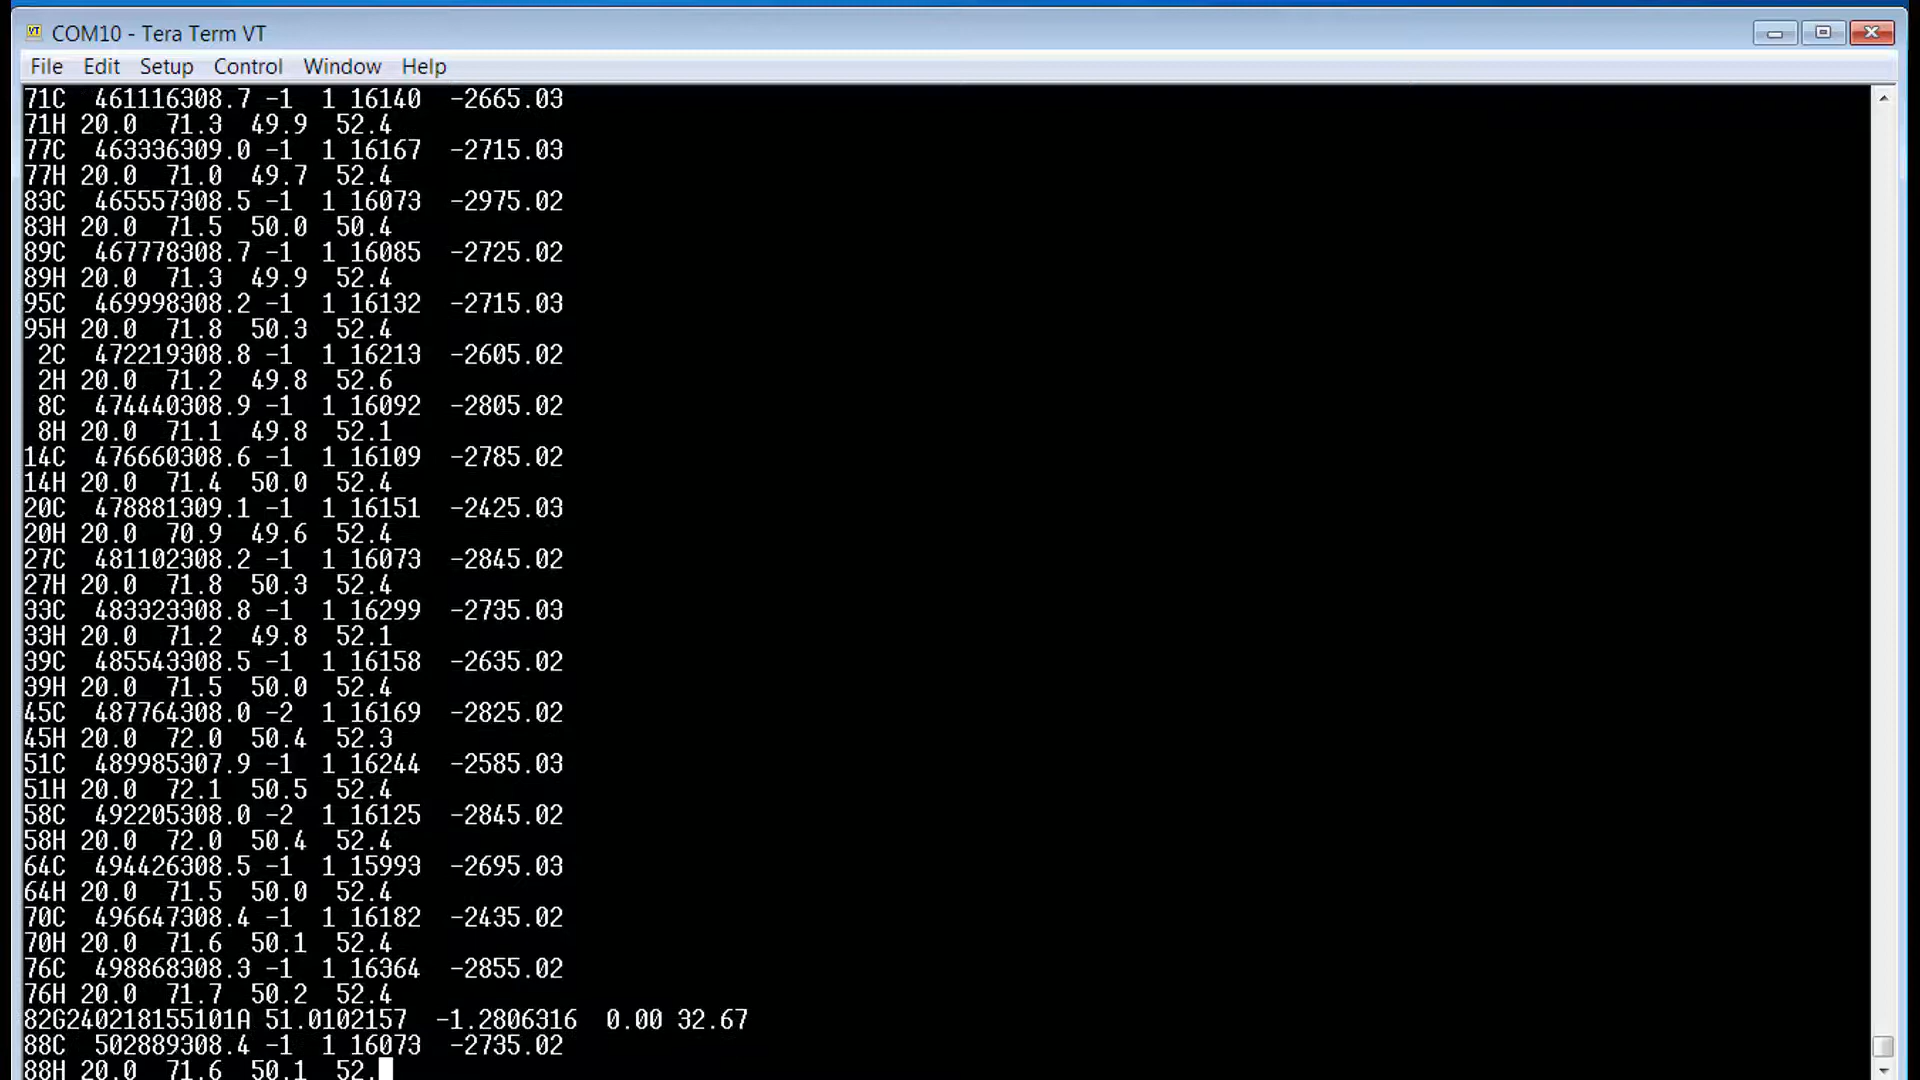 COM10 - Tera Term VT
File Edit Setup Control Window Help
71C  461116308.7 -1  1 16140  -2665.03
71H 20.0  71.3  49.9  52.4
77C  463336309.0 -1  1 16167  -2715.03
77H 20.0  71.0  49.7  52.4
83C  465557308.5 -1  1 16073  -2975.02
83H 20.0  71.5  50.0  50.4
89C  467778308.7 -1  1 16085  -2725.02
89H 20.0  71.3  49.9  52.4
95C  469998308.2 -1  1 16132  -2715.03
95H 20.0  71.8  50.3  52.4
 2C  472219308.8 -1  1 16213  -2605.02
 2H 20.0  71.2  49.8  52.6
 8C  474440308.9 -1  1 16092  -2805.02
 8H 20.0  71.1  49.8  52.1
14C  476660308.6 -1  1 16109  -2785.02
14H 20.0  71.4  50.0  52.4
20C  478881309.1 -1  1 16151  -2425.03
20H 20.0  70.9  49.6  52.4
27C  481102308.2 -1  1 16073  -2845.02
27H 20.0  71.8  50.3  52.4
33C  483323308.8 -1  1 16299  -2735.03
33H 20.0  71.2  49.8  52.1
39C  485543308.5 -1  1 16158  -2635.02
39H 20.0  71.5  50.0  52.4
45C  487764308.0 -2  1 16169  -2825.02
45H 20.0  72.0  50.4  52.3
51C  489985307.9 -1  1 16244  -2585.03
51H 20.0  72.1  50.5  52.4
58C  492205308.0 -2  1 16125  -2845.02
58H 20.0  72.0  50.4  52.4
64C  494426308.5 -1  1 15993  -2695.03
64H 20.0  71.5  50.0  52.4
70C  496647308.4 -1  1 16182  -2435.02
70H 20.0  71.6  50.1  52.4
76C  498868308.3 -1  1 16364  -2855.02
76H 20.0  71.7  50.2  52.4
82G240218155101A 51.0102157  -1.2806316  0.00 32.67
88C  502889308.4 -1  1 16073  -2735.02
88H 20.0  71.6  50.1  52.